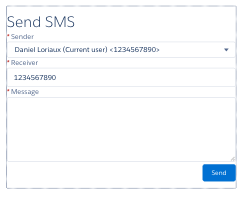 Send SMS
* Sender
Daniel Loriaux (Current user) <1234567890>
* Receiver
1234567890
* Message
Send